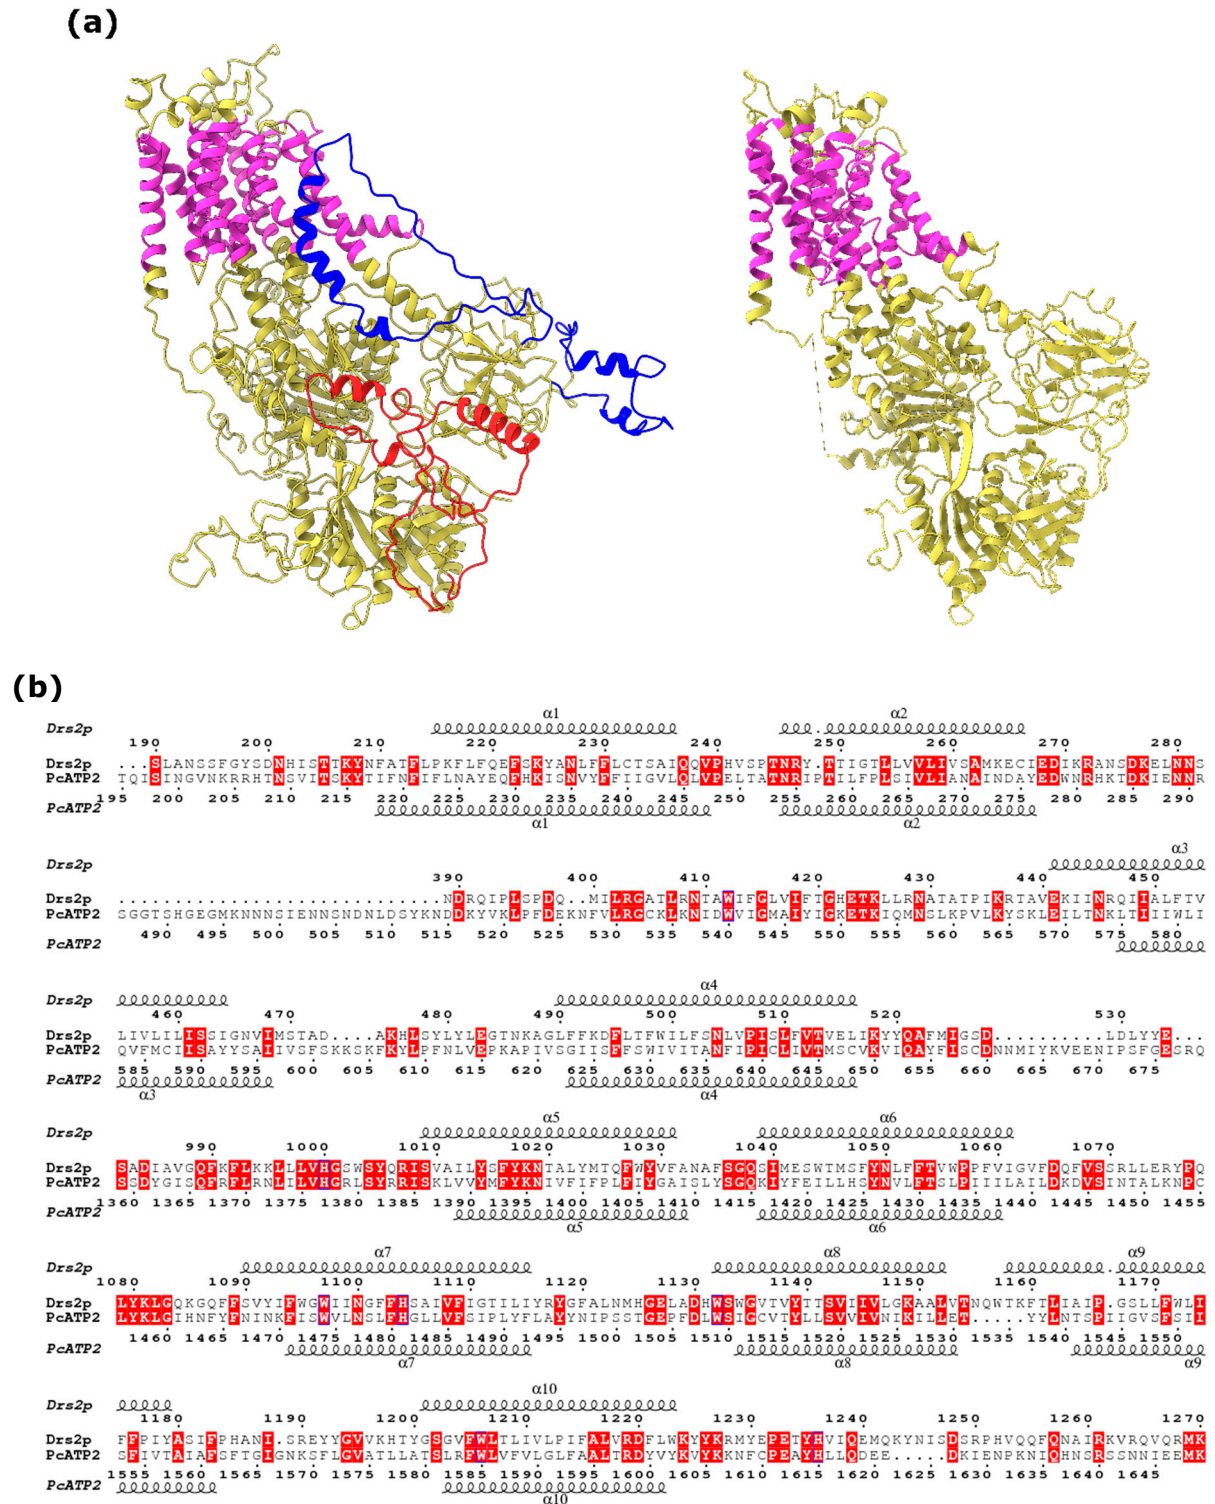 (a)
(b)
Drs2p α1 α2
190 200 210 220 230 240 250 260 270 280
Drs2p ...SLANSSFGYSDNHISTTKYNFATFLPKFLFQEFSKYANLFFLCTSAIQQVPHVSPTNRY.TTIGTLLVVLIVSAMKECIEDIKRANSDKELNNS
PcATP2 TQISINGVNKRRHTNSVITSKYTIFNFIFLNAYEQFHKISNVYFFIIGVLQLVPELTATNRIPTILFPLSIVLIANAINDAYEDWNRHKTDKIENNR
195 200 205 210 215 220 225 230 235 240 245 250 255 260 265 270 275 280 285 290
PcATP2 α1 α2
Drs2p α3
390 400 410 420 430 440 450
Drs2p ..............................NDRQIPLSPDQ..MILRGATLRNTAWIFGLVIFTGHETKLLRNATATPIKRTAVEKIINRQIIALFTV
PcATP2 SGGTSHGEGMKNNNSIENNSNDNLDSYKNDDKYVKLPFDEKNFVLRGCKLKNIDWVIGMAIYIGKETKIQMNSLKPVLKYSKLEILTNKLTIIIWLI
490 495 500 505 510 515 520 525 530 535 540 545 550 555 560 565 570 575 580
PcATP2
Drs2p α4
460 470 480 490 500 510 520 530
Drs2p LIVLILISSIGNVIMSTAD....AKHLSYLYLEGTNKAGLFFKDFLTFWILFSNLVPISLFVTVELIKYYQAFMIGSD..........LDLYYE...
PcATP2 QVFMCIISAYYSAIIVSFSKKSKFKYLPFNLVEPKAPIVSGIISFFSWIVITANFIPICLIVTMSCVKVIQAYFISCDNNMIYKVEENIPSFGESRQ
585 590 595 600 605 610 615 620 625 630 635 640 645 650 655 660 665 670 675
PcATP2 α3 α4
Drs2p α5 α6
990 1000 1010 1020 1030 1040 1050 1060 1070
Drs2p SADIAVGQFKFLKKLLLVHGSWSYQRISVAILYSFYKNTALYMTQFWYVFANAFSGQSIMESWTMSFYNLFFTVWPPFVIGVFDQFVSSRLLERYPQ
PcATP2 SSDYGISQFRFLRNLILVHGRLSYRRISKLVVYMFYKNIVFIFPLFIYGAISLYSGQKIYFEILLHSYNVLFTSLPIIILAILDKDVSINTALKNPC
1360 1365 1370 1375 1380 1385 1390 1395 1400 1405 1410 1415 1420 1425 1430 1435 1440 1445 1450 1455
PcATP2 α5 α6
Drs2p α7 α8 α9
1080 1090 1100 1110 1120 1130 1140 1150 1160 1170
Drs2p LYKLGQKGQFFSVYIFWGWIINGFFHSAIVFIGTILIYRYGFALNMHGELADHWSWGVTVYTTSVIIVLGKAALVTNQWTKFTLIAIP.GSLLFWLI
PcATP2 LYKLGIHNFYFNINKFISWVLNSLFHGLLVFSIPLYFLAYYNIPSSTGEPFDLWSIGCVTYLLSVVIVNIKILLET.....YYLNTSPIIGVSFSII
1460 1465 1470 1475 1480 1485 1490 1495 1500 1505 1510 1515 1520 1525 1530 1535 1540 1545 1550
PcATP2 α7 α8 α9
Drs2p α10
1180 1190 1200 1210 1220 1230 1240 1250 1260 1270
Drs2p FFPIYASIFPHANI.SREYYGVVKHTYGSGVFWLTLIVLPIFALVRDFLWKYYKRMYEPETYHVIQEMQKYNISDSRPHVQQFQNAIRKVRQVQRMK
PcATP2 SFIVTAIAFSFTGIGNKSFLGVATLLATSLRFWLVFVLGLFAALTRDYVYKVYKKNFCPEAYHLLQDEE.....DKIENPKNIQHNSRSSNNIEEMK
1555 1560 1565 1570 1575 1580 1585 1590 1595 1600 1605 1610 1615 1620 1625 1630 1635 1640 1645
PcATP2 α10